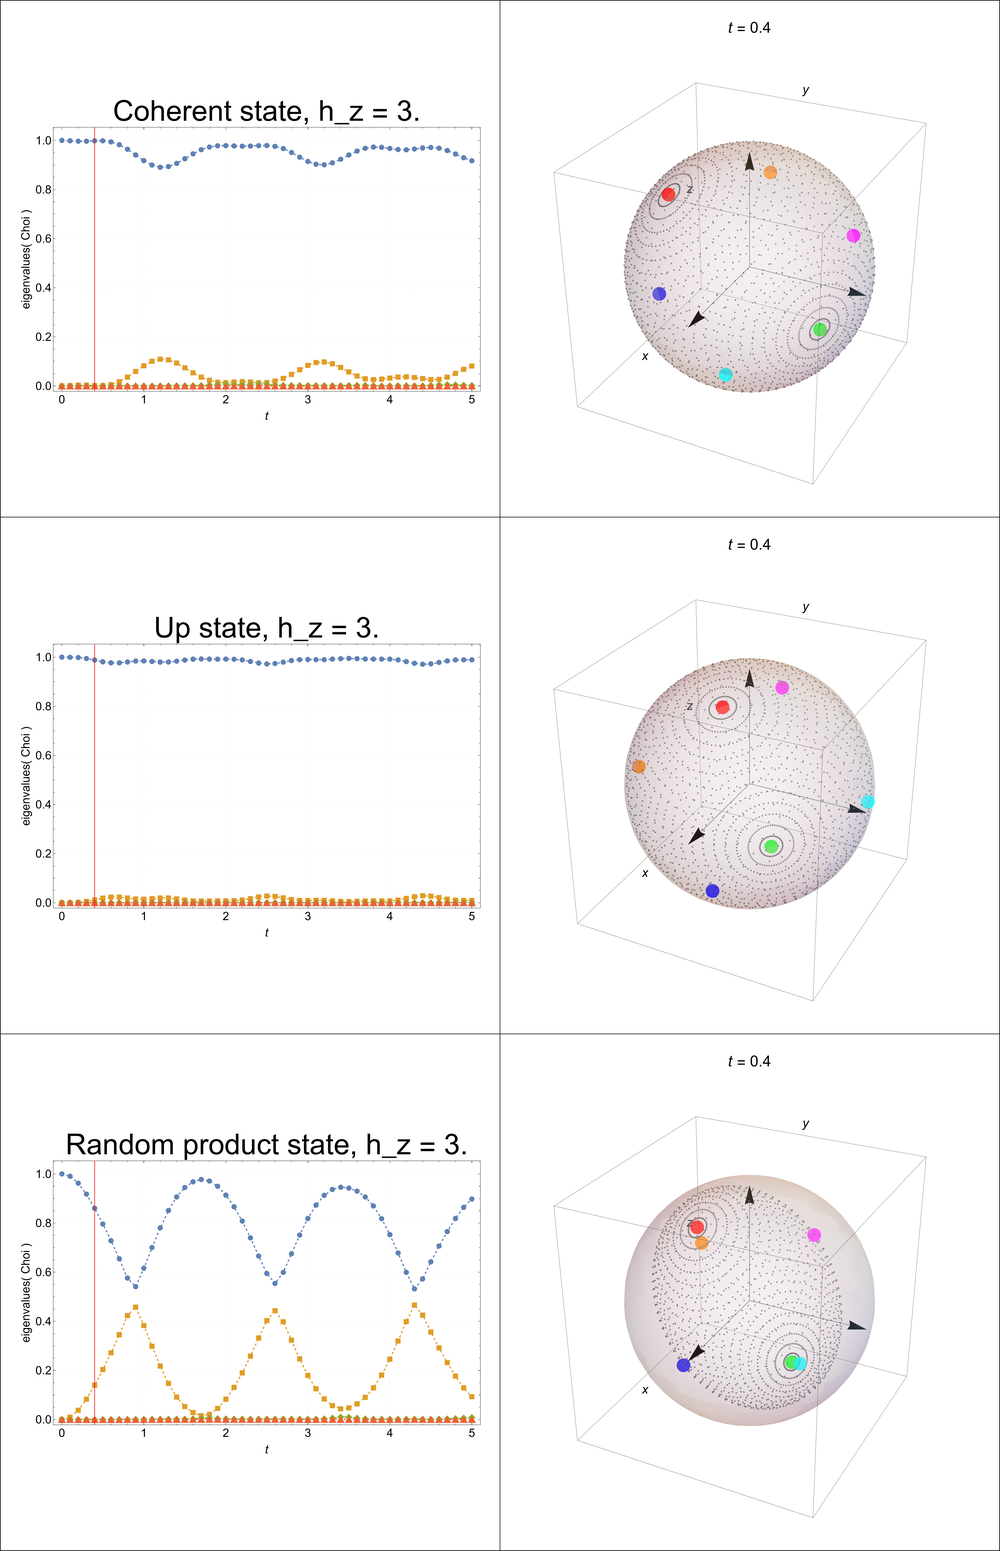 t = 0.4
Coherent state, h_z = 3.
eigenvalues( Choi )
1.0
0.8
0.6
0.4
0.2
0.0
0 1 2 3 4 5
t
y
z
x
t = 0.4
Up state, h_z = 3.
eigenvalues( Choi )
1.0
0.8
0.6
0.4
0.2
0.0
0 1 2 3 4 5
t
y
z
x
t = 0.4
Random product state, h_z = 3.
eigenvalues( Choi )
1.0
0.8
0.6
0.4
0.2
0.0
0 1 2 3 4 5
t
y
z
x